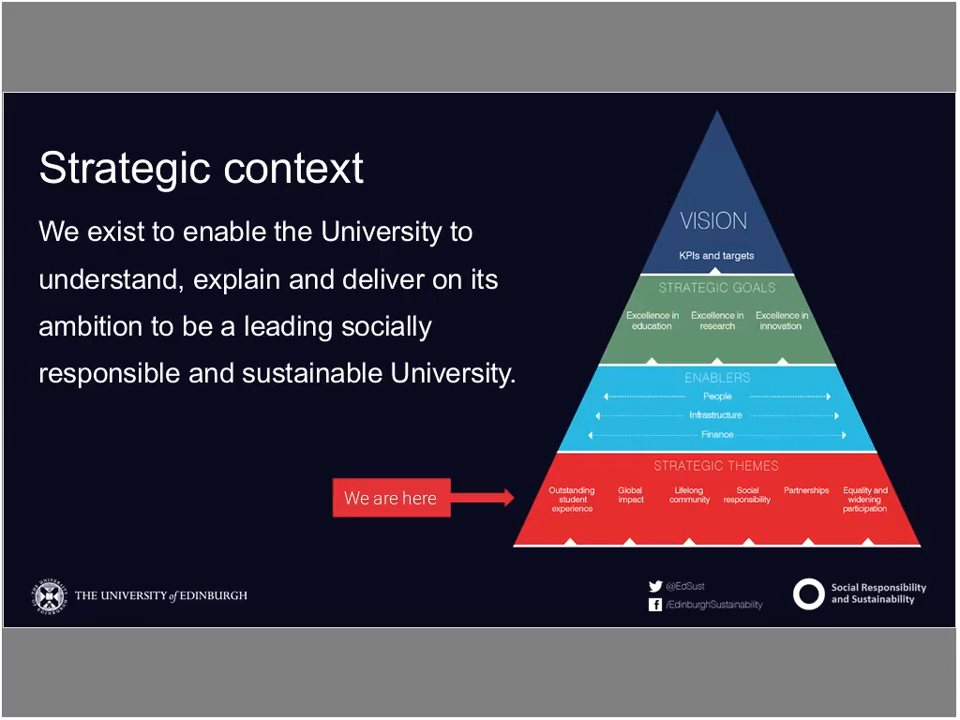 Strategic context
We exist to enable the University to
understand, explain and deliver on its
ambition to be a leading socially
responsible and sustainable University.
VISION
KPIs and targets
STRATEGIC GOALS
Excellence in education
Excellence in research
Excellence in innovation
ENABLERS
People
Infrastructure
Finance
STRATEGIC THEMES
We are here
Outstanding student experience
Global impact
Lifelong community
Social responsibility
Partnerships
Equality and widening participation
THE UNIVERSITY of EDINBURGH
@EdSust
/EdinburghSustainability
Social Responsibility
and Sustainability